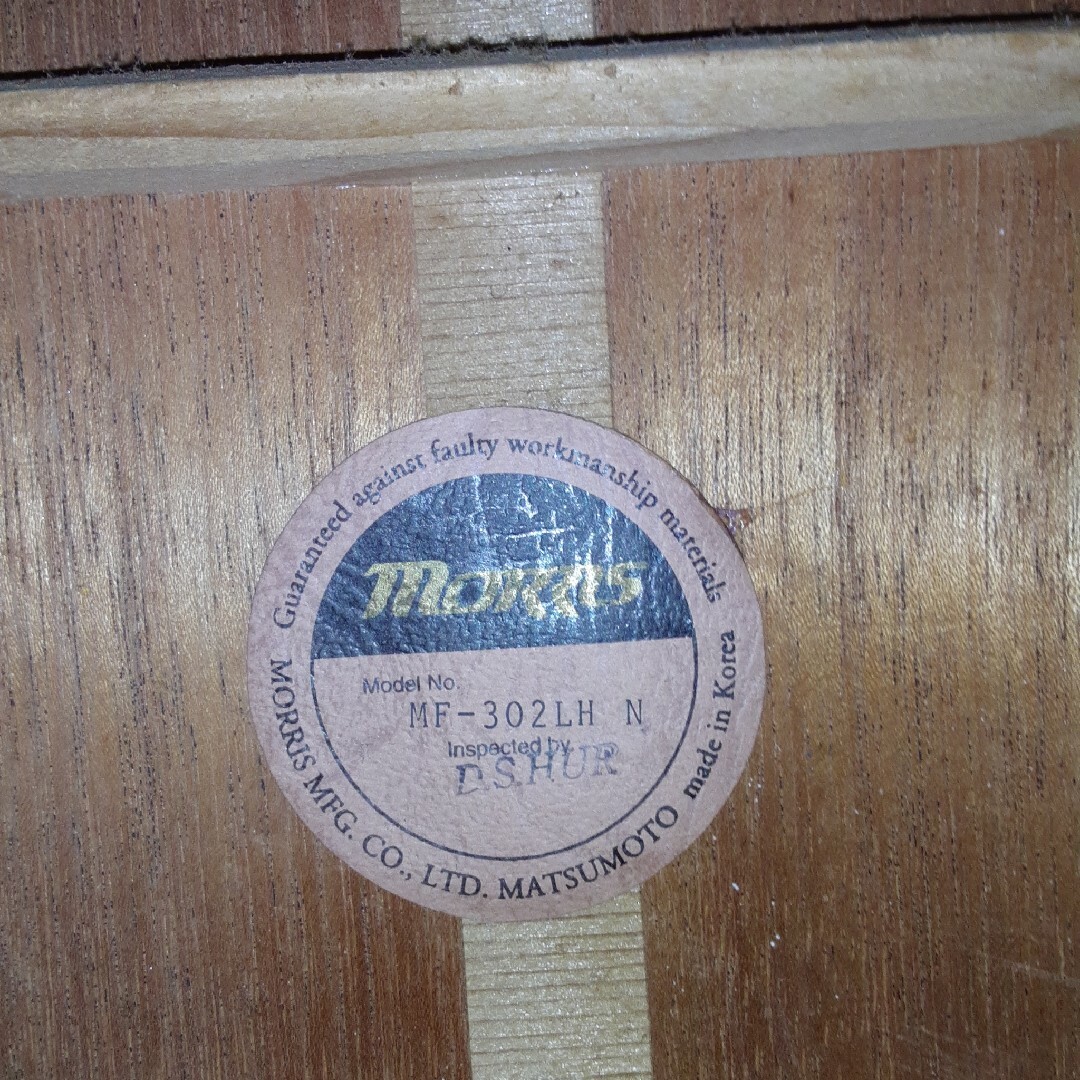 Guaranteed against faulty workmanship materials
Morris
Model No.
MF-302LH N
Inspected by
D.S.HUR
MORRIS MFG. CO., LTD. MATSUMOTO made in Korea